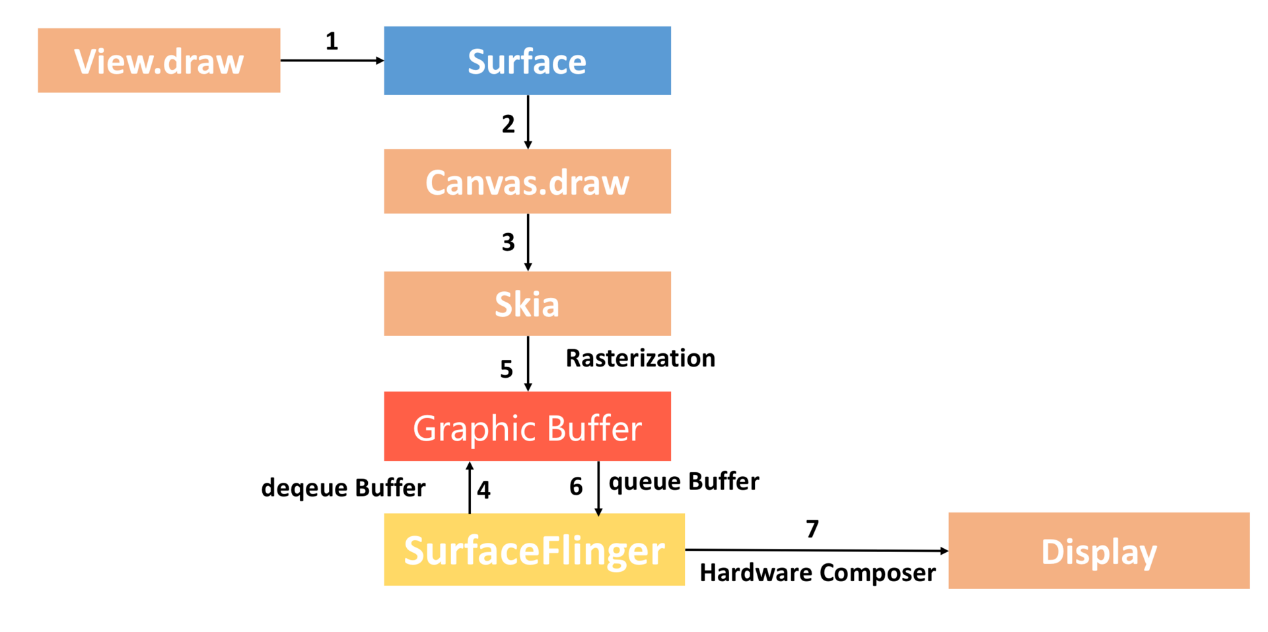 View.draw
1
Surface
2
Canvas.draw
3
Skia
5
Rasterization
Graphic Buffer
deqeue Buffer
4
6
queue Buffer
SurfaceFlinger
7
Hardware Composer
Display